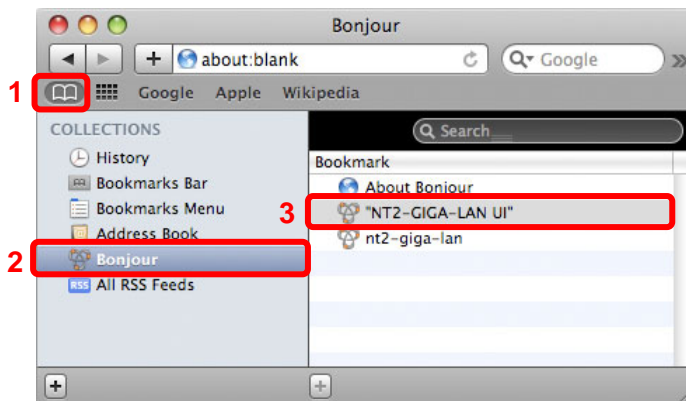 Bonjour
about:blank
Google
1
Google Apple Wikipedia
COLLECTIONS
History
Bookmarks Bar
Bookmarks Menu
Address Book
2
Bonjour
RSS All RSS Feeds
Search
Bookmark
About Bonjour
3
"NT2-GIGA-LAN UI"
nt2-giga-lan